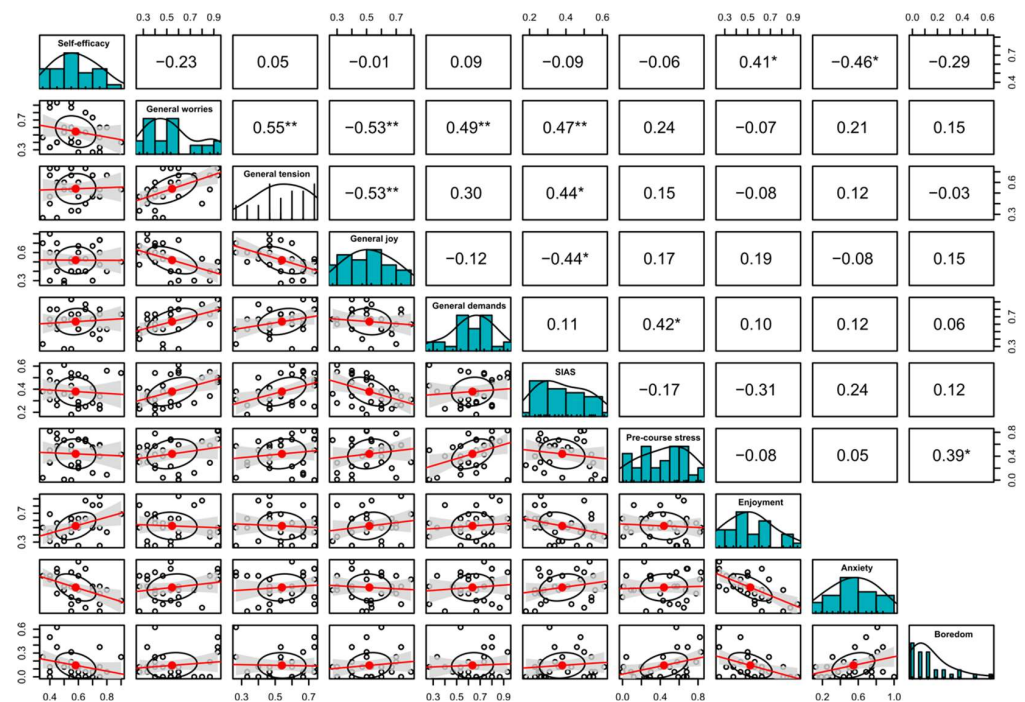 0.3 0.5 0.7 0.9 0.3 0.5 0.7 0.2 0.4 0.6 0.3 0.5 0.7 0.9 0.0 0.2 0.4 0.6
Self-efficacy −0.23 0.05 −0.01 0.09 −0.09 −0.06 0.41* −0.46* −0.29 0.4 0.7
0.3 0.7 General worries 0.55** −0.53** 0.49** 0.47** 0.24 −0.07 0.21 0.15
General tension −0.53** 0.30 0.44* 0.15 −0.08 0.12 −0.03 0.3 0.6
0.3 0.6 General joy −0.12 −0.44* 0.17 0.19 −0.08 0.15
General demands 0.11 0.42* 0.10 0.12 0.06 0.3 0.7
0.2 0.4 0.6 SIAS −0.17 −0.31 0.24 0.12
Pre-course stress −0.08 0.05 0.39* 0.0 0.4 0.8
0.3 0.7 Enjoyment
Anxiety
0.0 0.3 0.6 Boredom
0.4 0.6 0.8 0.3 0.5 0.7 0.3 0.5 0.7 0.9 0.0 0.4 0.8 0.2 0.6 1.0